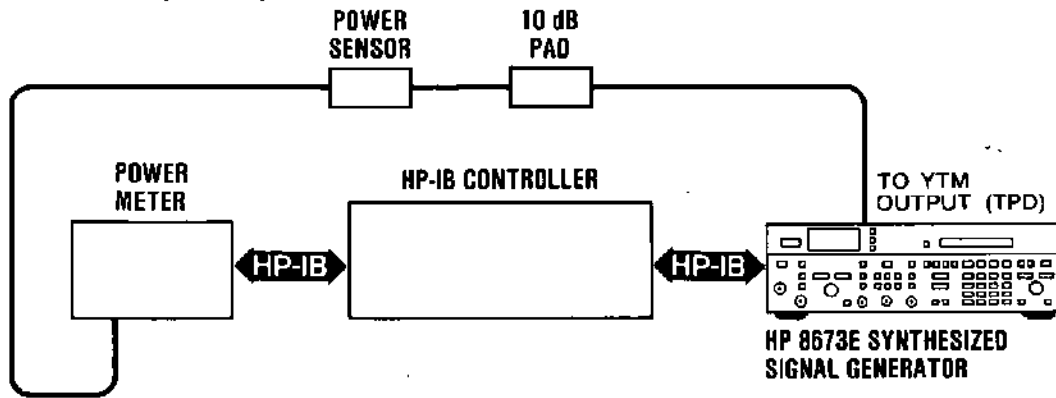 POWER
SENSOR
10 dB
PAD
POWER
METER
HP-IB CONTROLLER
TO YTM
OUTPUT (TPD)
HP-IB
HP-IB
HP 8673E SYNTHESIZED
SIGNAL GENERATOR